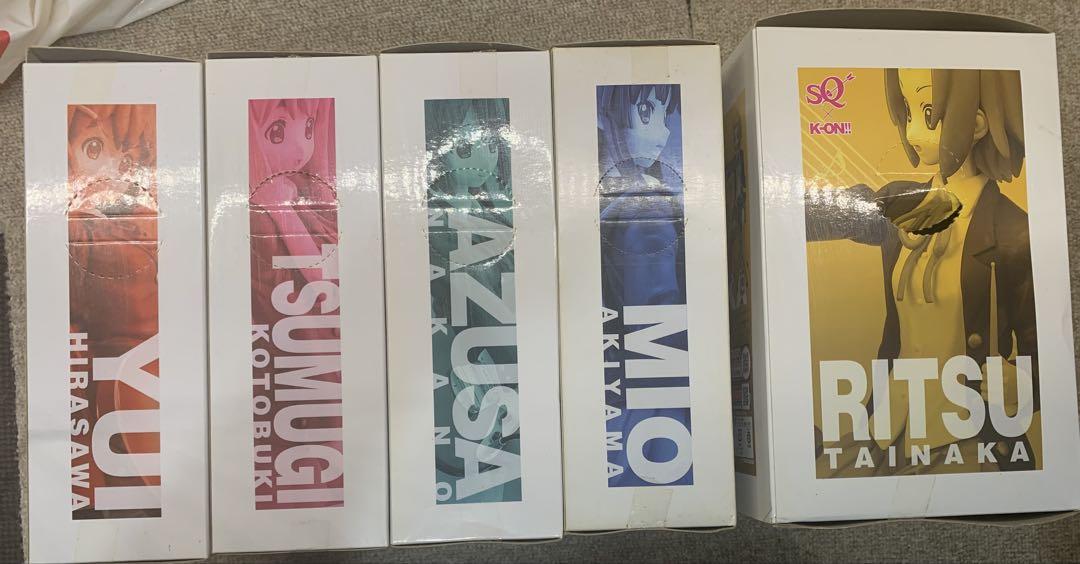 YUI
HIRASAWA
TSUMUGI
KOTOBUKI
AZUSA
NAKANO
MIO
AKIYAMA
SQ
×
K-ON!!
RITSU
TAINAKA